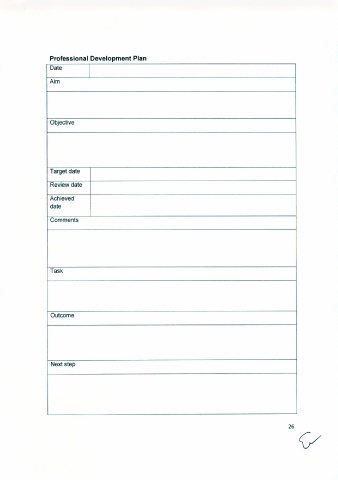 Professional Development Plan
Date
Aim
Objective
Target date
Review date
Achieved
date
Comments
Task
Outcome
Next step
26